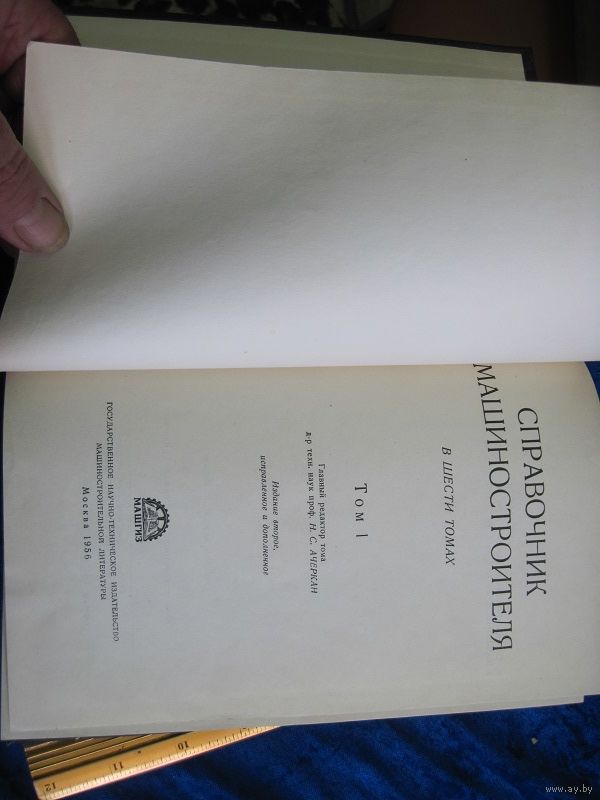 СПРАВОЧНИК
МАШИНОСТРОИТЕЛЯ
В ШЕСТИ ТОМАХ
Том 1
Главный редактор тома
д-р техн. наук проф. Н. С. АЧЕРКАН
Издание второе,
исправленное и дополненное
МАШГИЗ
ГОСУДАРСТВЕННОЕ НАУЧНО-ТЕХНИЧЕСКОЕ ИЗДАТЕЛЬСТВО
МАШИНОСТРОИТЕЛЬНОЙ ЛИТЕРАТУРЫ
Москва 1956
12
11
10
www.ay.by